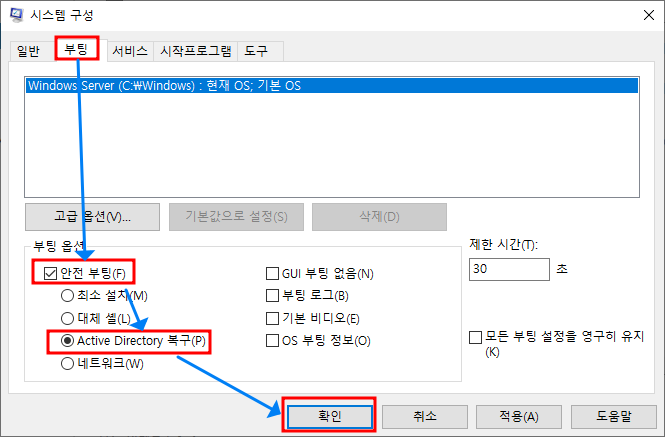 시스템 구성
일반 부팅 서비스 시작프로그램 도구
Windows Server (C:₩Windows) : 현재 OS; 기본 OS
고급 옵션(V)... 기본값으로 설정(S) 삭제(D)
부팅 옵션
안전 부팅(F)
최소 설치(M)
대체 셸(L)
Active Directory 복구(P)
네트워크(W)
GUI 부팅 없음(N)
부팅 로그(B)
기본 비디오(E)
OS 부팅 정보(O)
제한 시간(T):
30 초
모든 부팅 설정을 영구히 유지
(K)
확인 취소 적용(A) 도움말